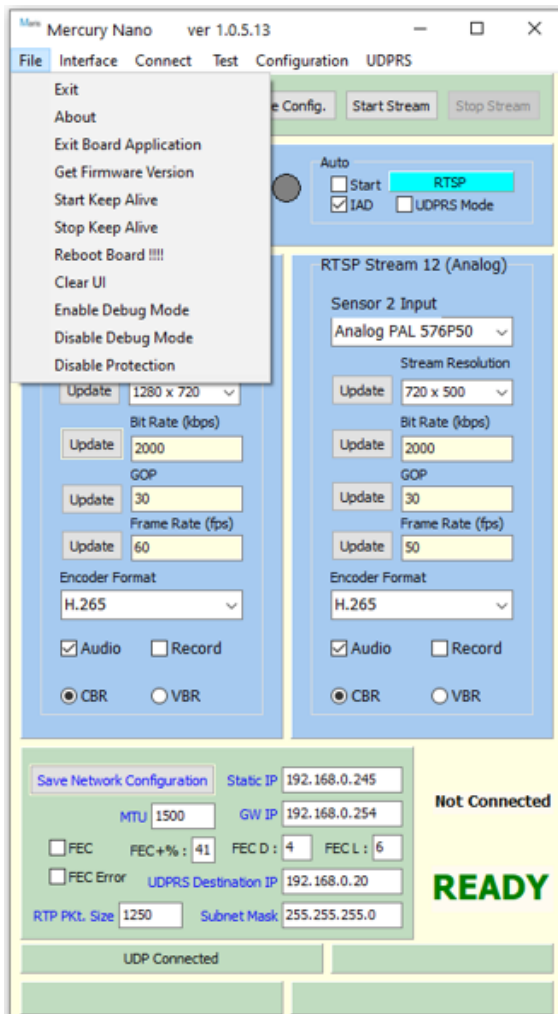 Mercury Nano ver 1.0.5.13
File Interface Connect Test Configuration UDPRS
Exit
About
Exit Board Application
Get Firmware Version
Start Keep Alive
Stop Keep Alive
Reboot Board !!!!
Clear UI
Enable Debug Mode
Disable Debug Mode
Disable Protection
e Config. Start Stream Stop Stream
Auto
Start RTSP
IAD UDPRS Mode
Update 1280 x 720
Bit Rate (kbps)
Update 2000
GOP
Update 30
Frame Rate (fps)
Update 60
Encoder Format
H.265
Audio Record
CBR VBR
RTSP Stream 12 (Analog)
Sensor 2 Input
Analog PAL 576P50
Stream Resolution
Update 720 x 500
Bit Rate (kbps)
Update 2000
GOP
Update 30
Frame Rate (fps)
Update 50
Encoder Format
H.265
Audio Record
CBR VBR
Save Network Configuration Static IP 192.168.0.245
MTU 1500 GW IP 192.168.0.254
FEC FEC+% : 41 FEC D : 4 FEC L : 6
FEC Error UDPRS Destination IP 192.168.0.20
RTP PKt. Size 1250 Subnet Mask 255.255.255.0
Not Connected
READY
UDP Connected